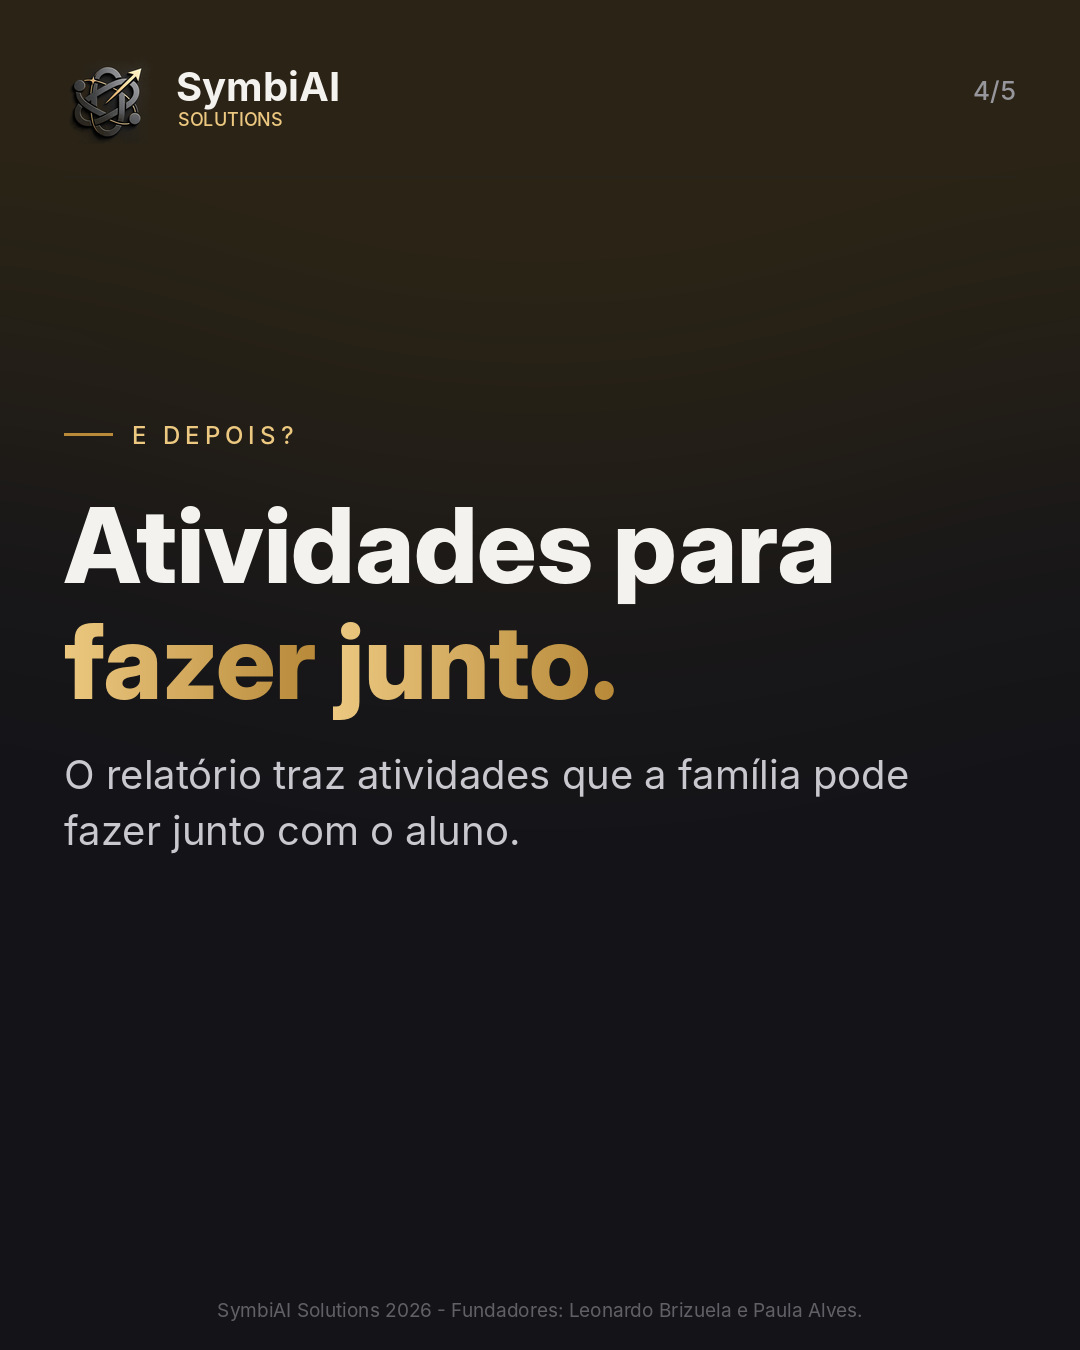 SymbiAI
SOLUTIONS
4/5
E DEPOIS?
Atividades para
fazer junto.
O relatório traz atividades que a família pode
fazer junto com o aluno.
SymbiAI Solutions 2026 - Fundadores: Leonardo Brizuela e Paula Alves.